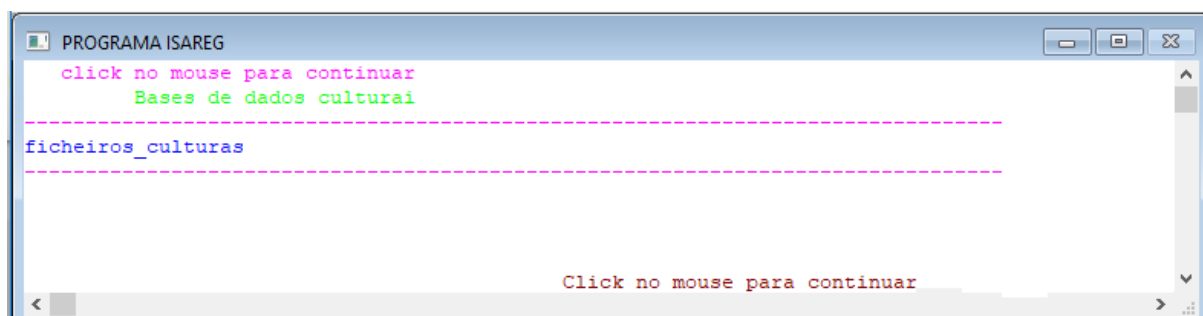 PROGRAMA ISAREG
click no mouse para continuar
Bases de dados culturai
--------------------------------------------------------------------------------
ficheiros_culturas
--------------------------------------------------------------------------------
Click no mouse para continuar